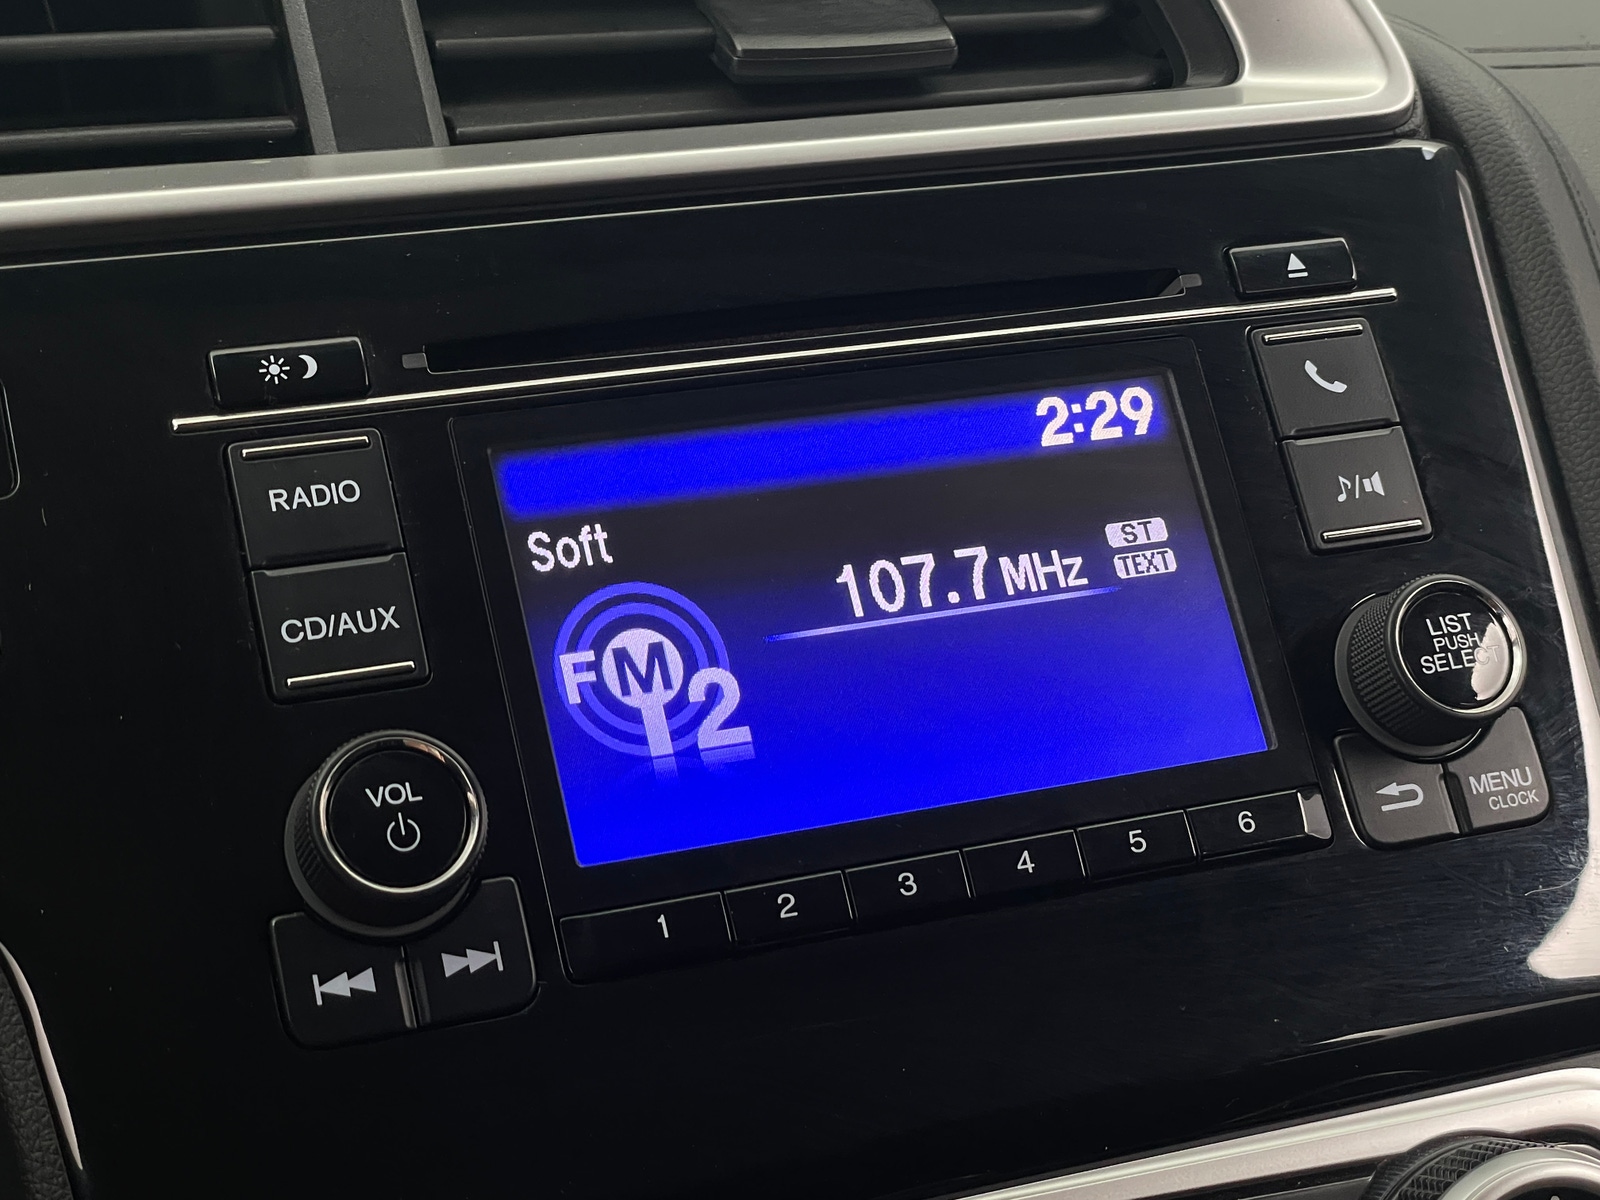 2:29
RADIO
Soft
107.7 MHz
ST
TEXT
CD/AUX
FM
2
LIST
PUSH
SELECT
VOL
MENU
CLOCK
1 2 3 4 5 6